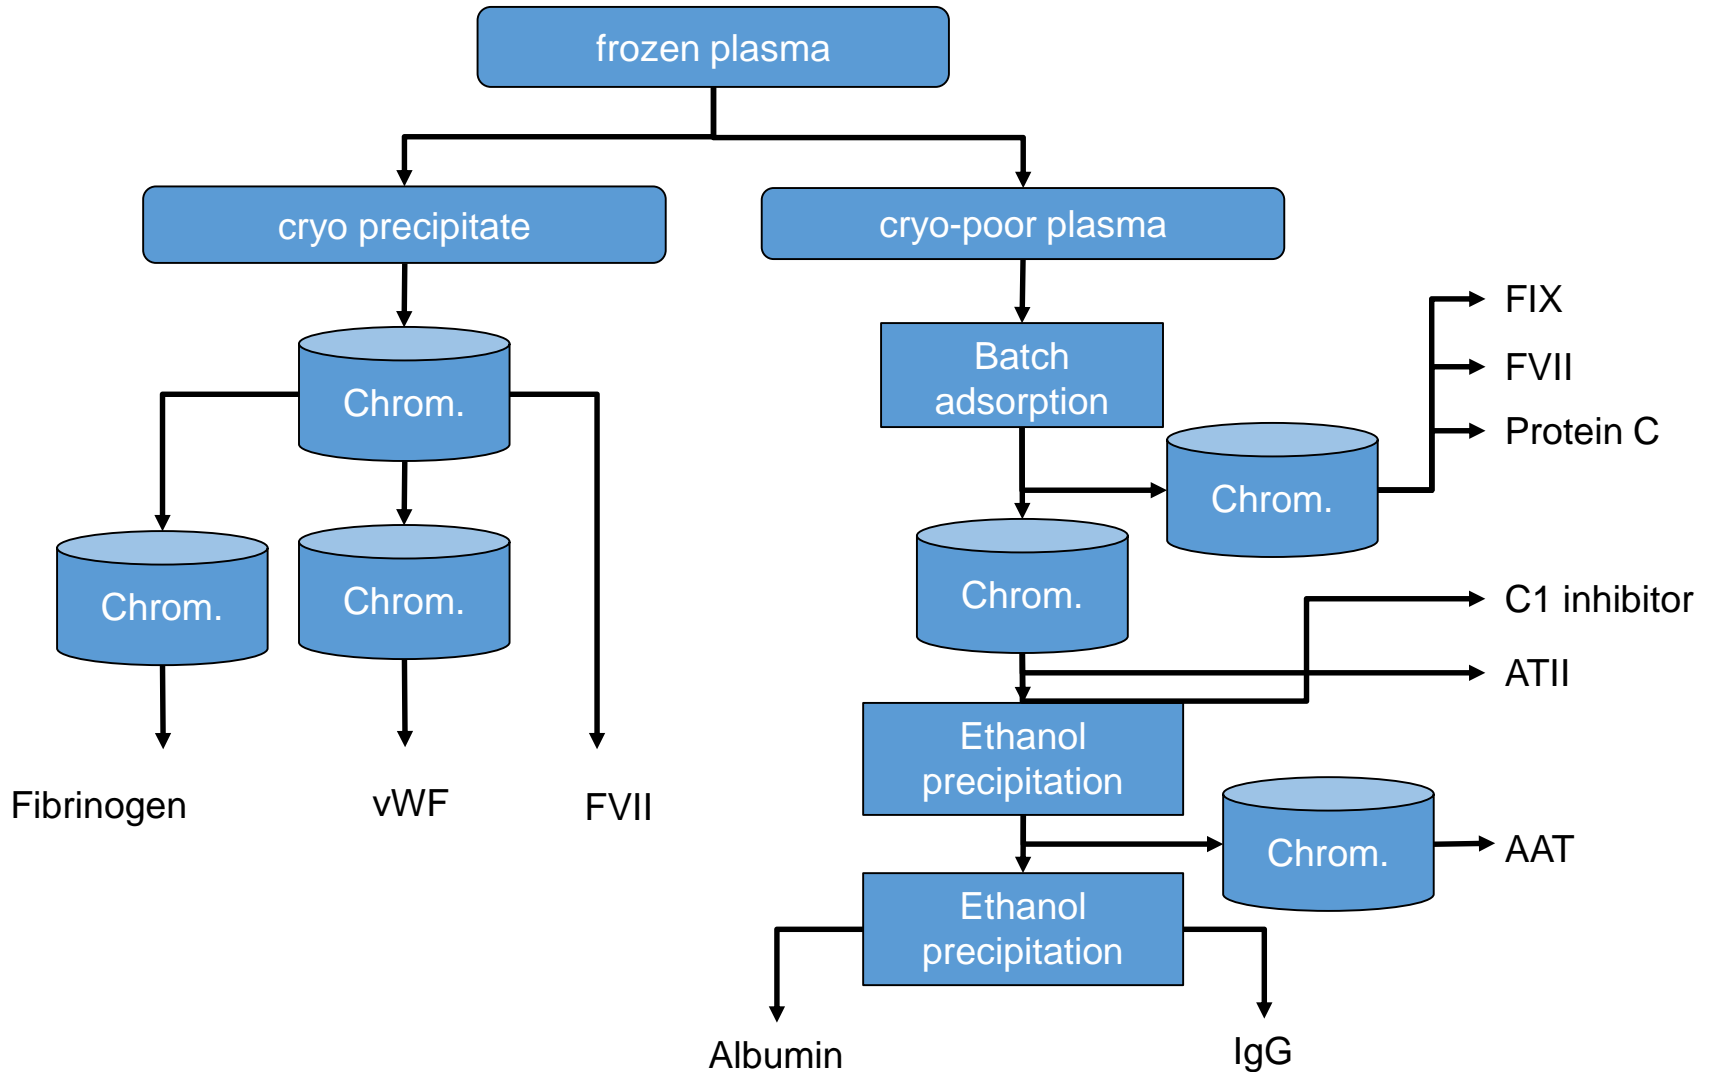 frozen plasma
cryo precipitate
cryo-poor plasma
Chrom.
Batch
adsorption
FIX
FVII
Protein C
Chrom.
Chrom.
Chrom.
Chrom.
C1 inhibitor
ATII
Ethanol
precipitation
Fibrinogen
vWF
FVII
Chrom.
AAT
Ethanol
precipitation
Albumin
IgG